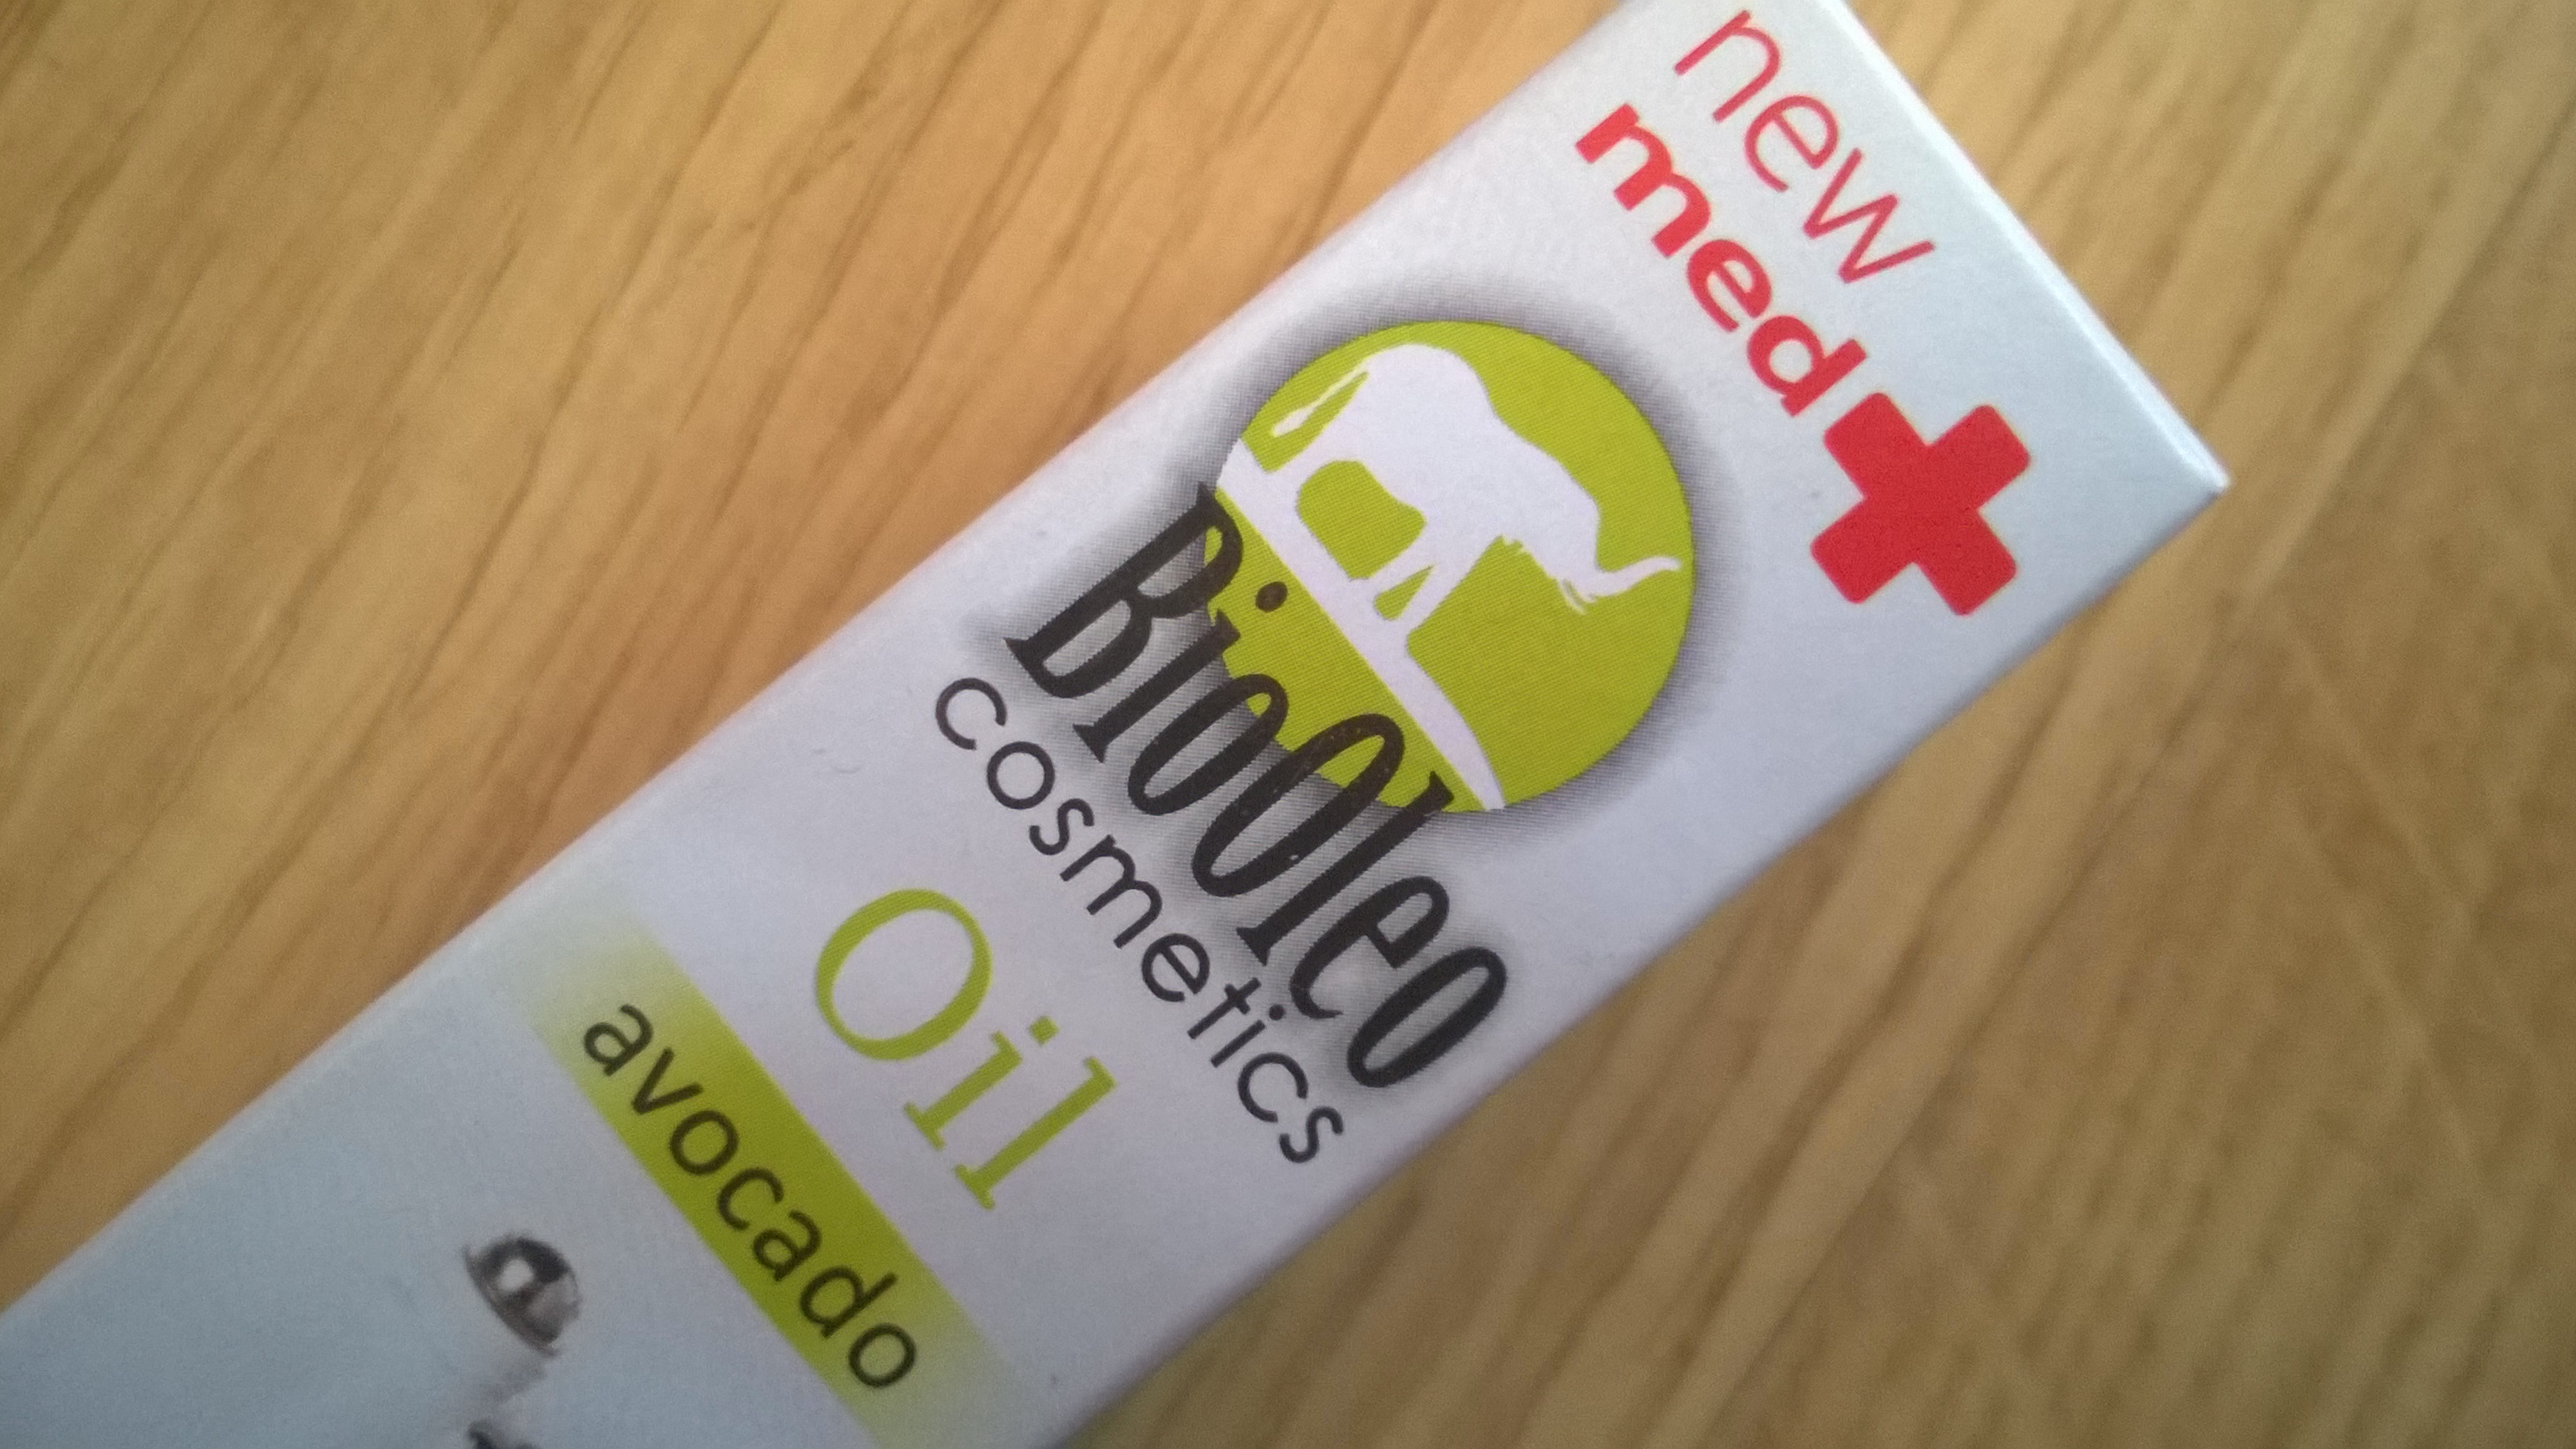 new
med
BioOleo
cosmetics
Oil
avocado